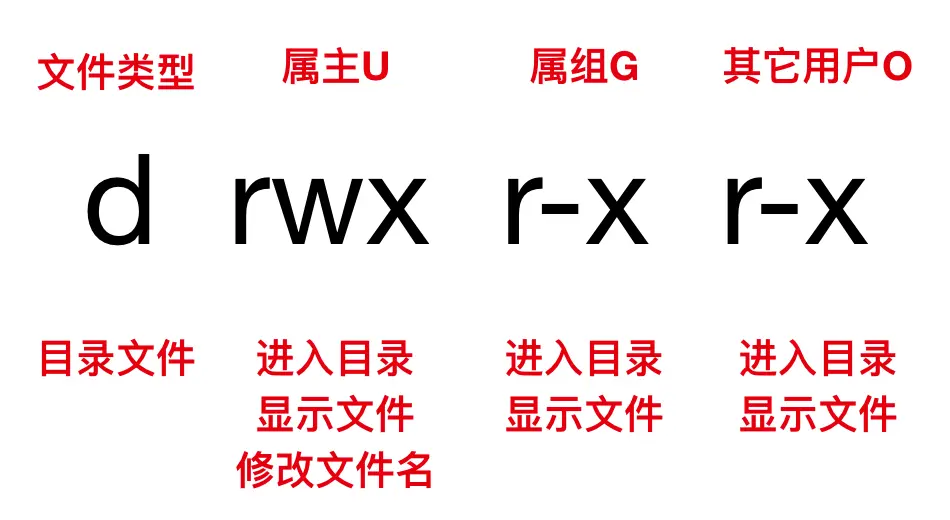 文件类型 属主U 属组G 其它用户O
d rwx r-x r-x
目录文件 进入目录 进入目录 进入目录
显示文件 显示文件 显示文件
修改文件名